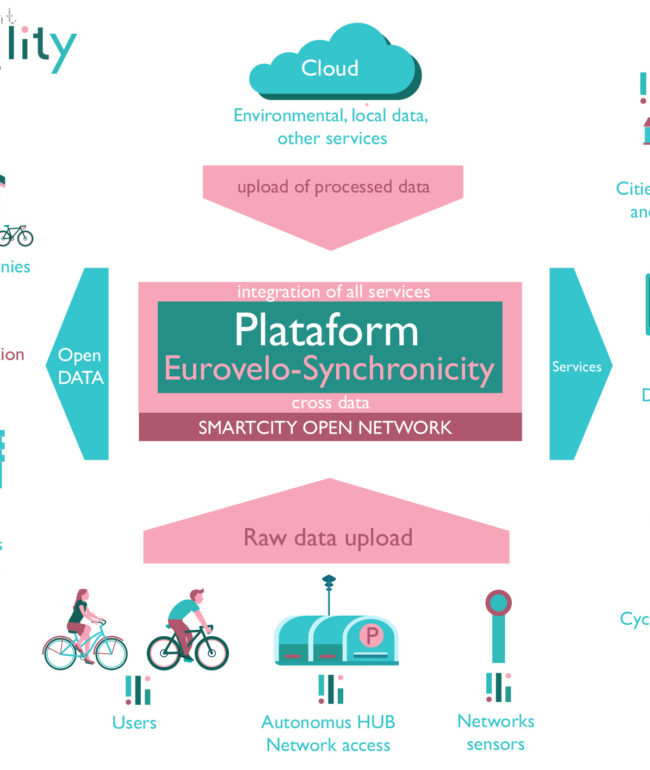 lity
Cloud
Environmental, local data,
other services
upload of processed data
Citie
and
nies
integration of all services
Plataform
Eurovelo-Synchronicity
cross data
SMARTCITY OPEN NETWORK
tion
Open
DATA
Services
D
s
Raw data upload
P
Cyc
Users
Autonomus HUB
Network access
Networks
sensors